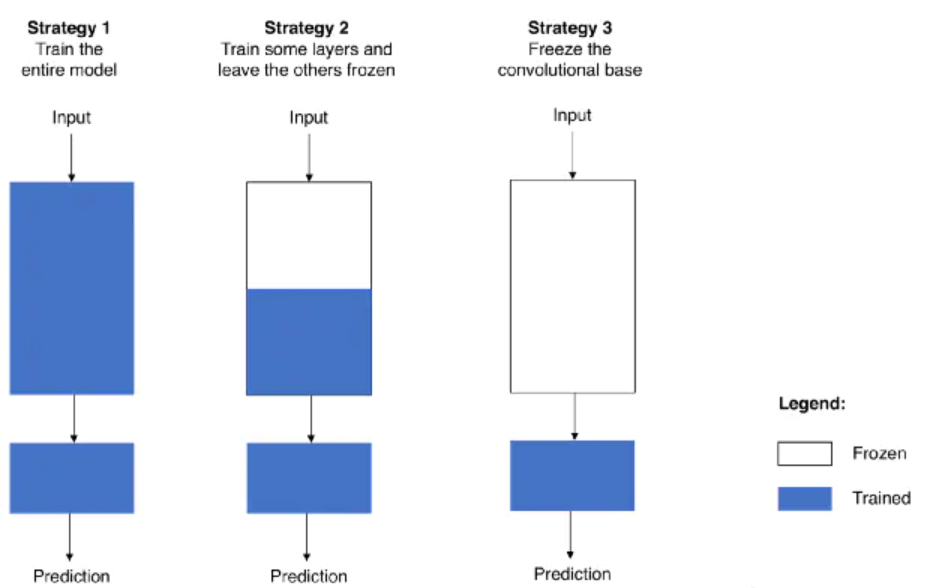 Strategy 1
Train the
entire model
Strategy 2
Train some layers and
leave the others frozen
Strategy 3
Freeze the
convolutional base
Input
Input
Input
Legend:
Frozen
Trained
Prediction
Prediction
Prediction